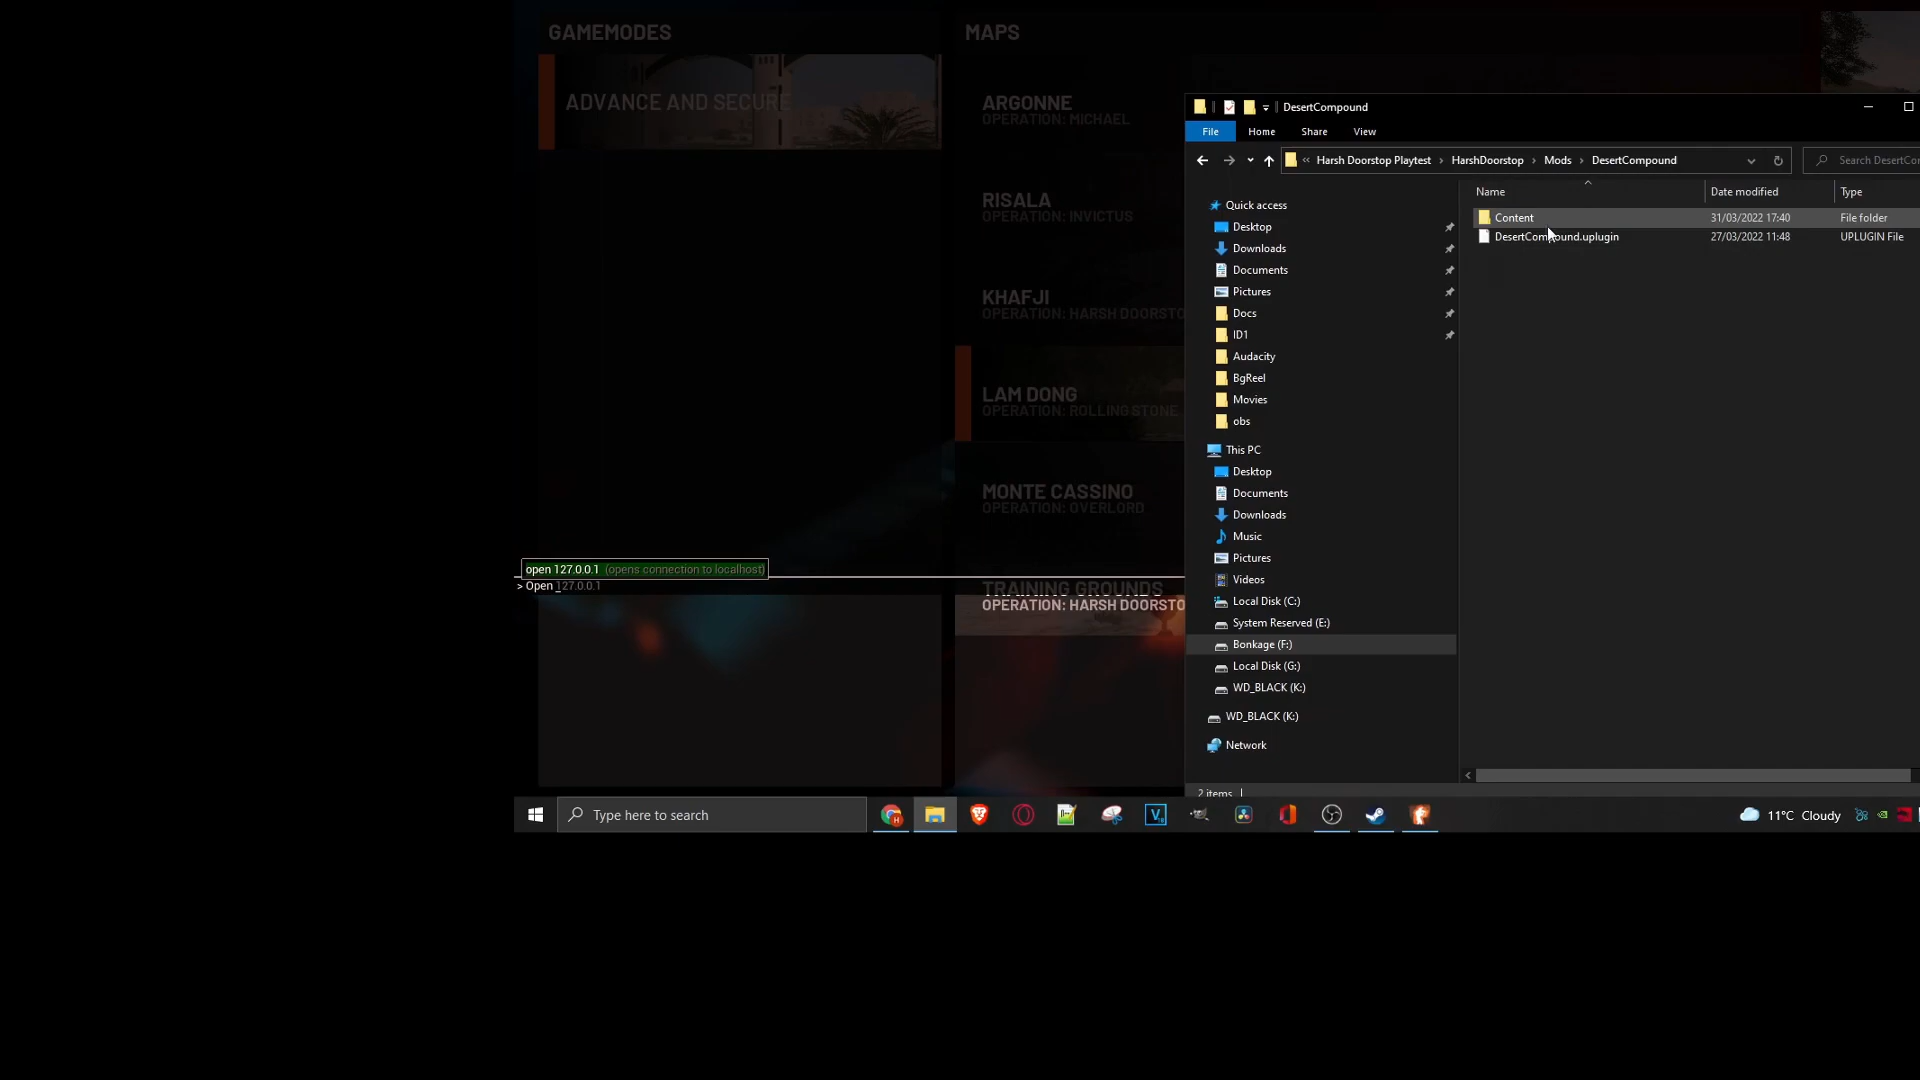 GAMEMODES
MAPS
ADVANCE AND SECURE
ARGONNE
OPERATION: MICHAEL
RISALA
OPERATION: INVICTUS
KHAFJI
OPERATION: HARSH DOORSTO
LAM DONG
OPERATION: ROLLING STONE
MONTE CASSINO
OPERATION: OVERLORD
open 127.0.0.1 (opens connection to localhost)
> Open _127.0.0.1
TRAINING GROUNDS
OPERATION: HARSH DOORSTO
DesertCompound
File Home Share View
« Harsh Doorstop Playtest › HarshDoorstop › Mods › DesertCompound
Search DesertCo
Name Date modified Type
Content 31/03/2022 17:40 File folder
DesertCompound.uplugin 27/03/2022 11:48 UPLUGIN File
Quick access
Desktop
Downloads
Documents
Pictures
Docs
ID1
Audacity
BgReel
Movies
obs
This PC
Desktop
Documents
Downloads
Music
Pictures
Videos
Local Disk (C:)
System Reserved (E:)
Bonkage (F:)
Local Disk (G:)
WD_BLACK (K:)
WD_BLACK (K:)
Network
2 items
Type here to search
11°C Cloudy